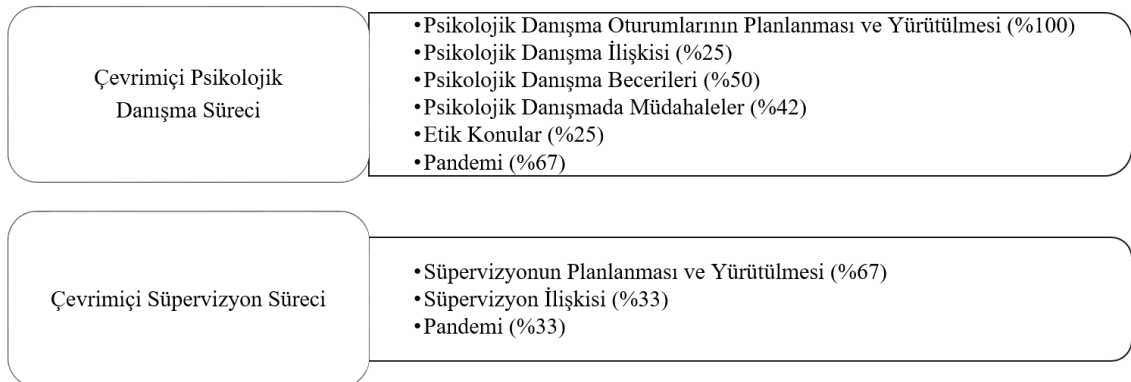 Çevrimiçi Psikolojik
Danışma Süreci
•Psikolojik Danışma Oturumlarının Planlanması ve Yürütülmesi (%100)
•Psikolojik Danışma İlişkisi (%25)
•Psikolojik Danışma Becerileri (%50)
•Psikolojik Danışmada Müdahaleler (%42)
•Etik Konular (%25)
•Pandemi (%67)
Çevrimiçi Süpervizyon Süreci
•Süpervizyonun Planlanması ve Yürütülmesi (%67)
•Süpervizyon İlişkisi (%33)
•Pandemi (%33)